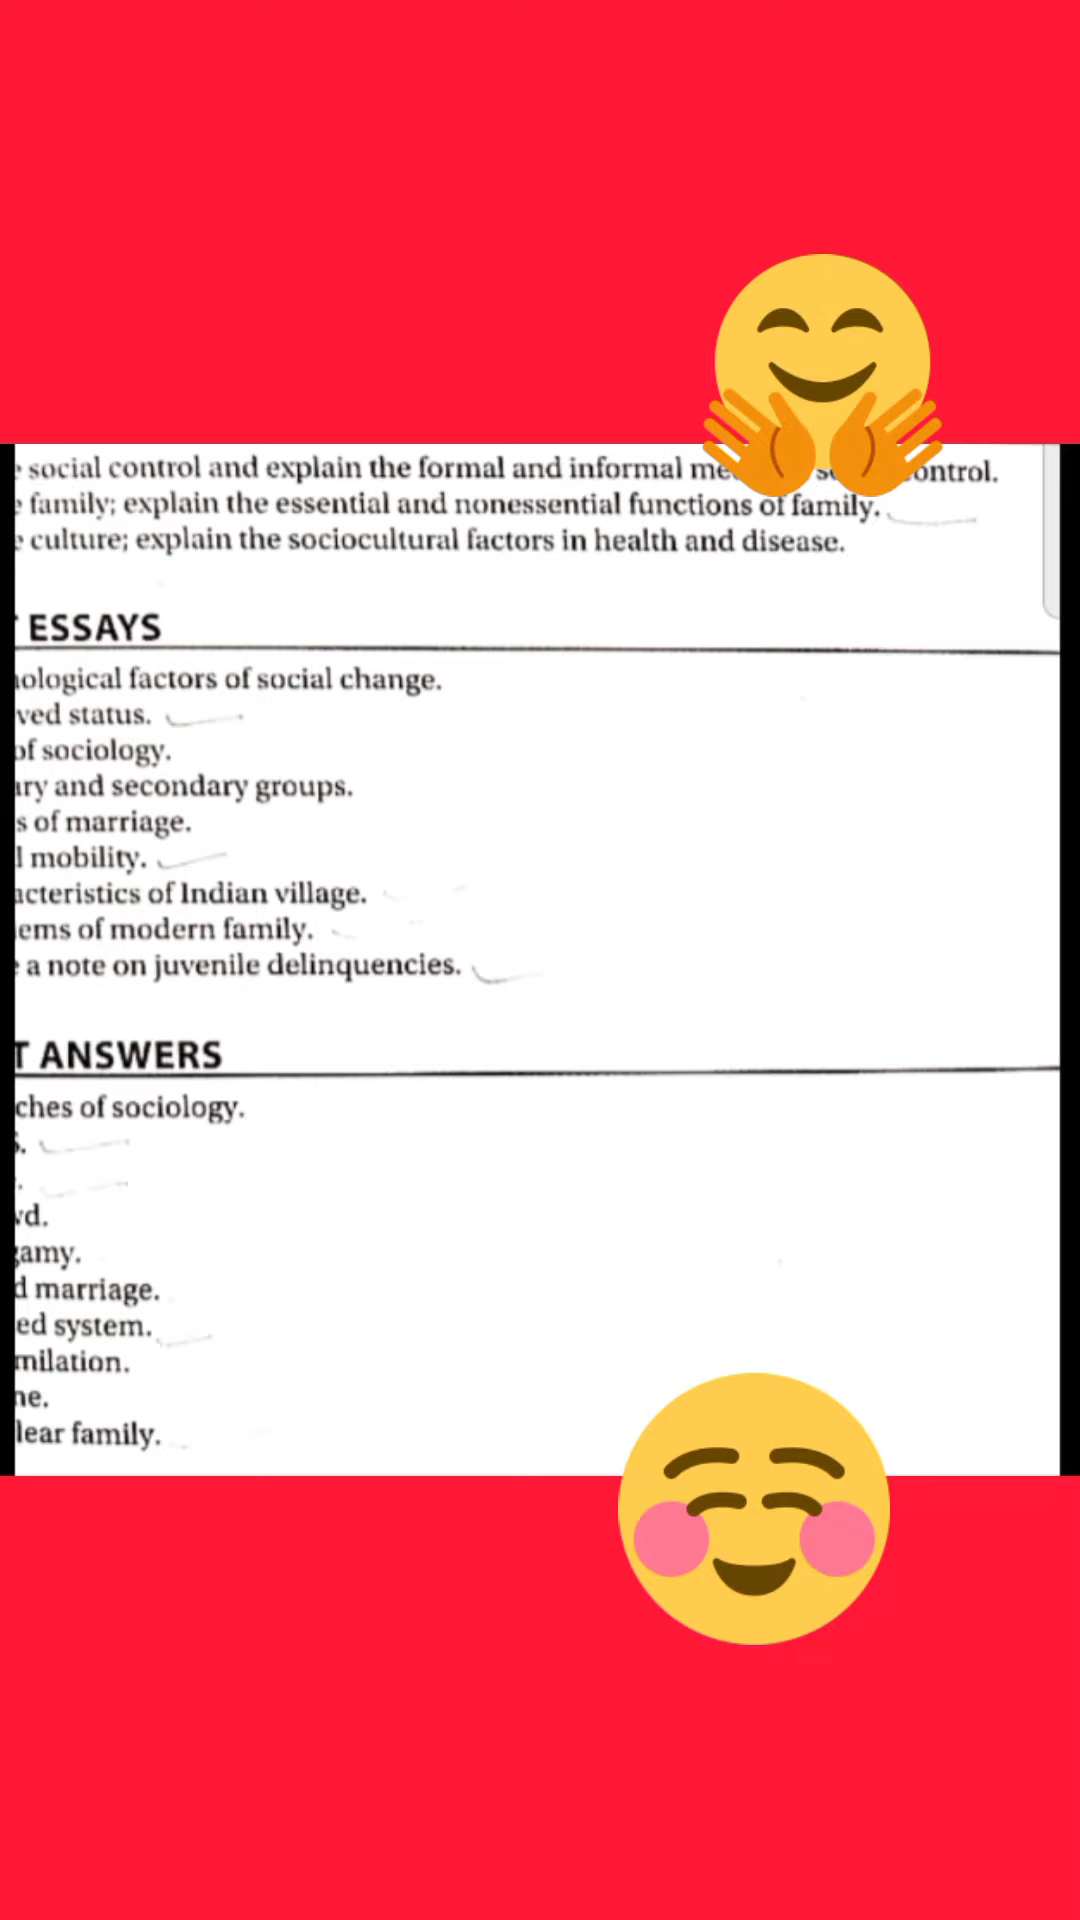 social control and explain the formal and informal control.
family; explain the essential and nonessential functions of family.
culture; explain the sociocultural factors in health and disease.
ESSAYS
ological factors of social change.
ved status.
of sociology.
ry and secondary groups.
s of marriage.
l mobility.
acteristics of Indian village.
ems of modern family.
a note on juvenile delinquencies.
T ANSWERS
ches of sociology.
d.
gamy.
d marriage.
ed system.
milation.
ne.
lear family.